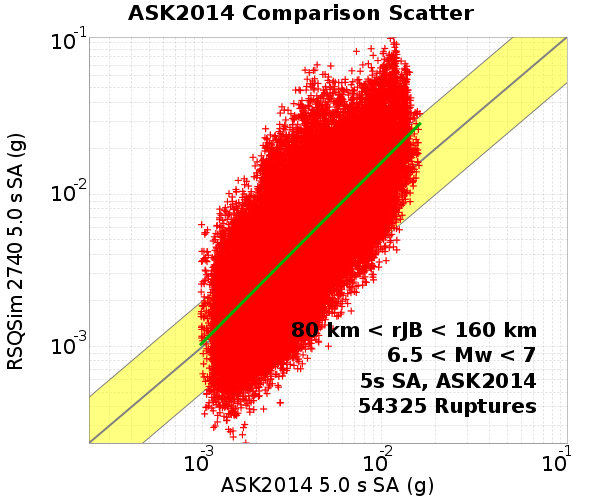 ASK2014 Comparison Scatter
RSQSim 2740 5.0 s SA (g)
10-1
10-2
10-3
80 km < rJB < 160 km
6.5 < Mw < 7
5s SA, ASK2014
54325 Ruptures
10-3 10-2 10-1
ASK2014 5.0 s SA (g)